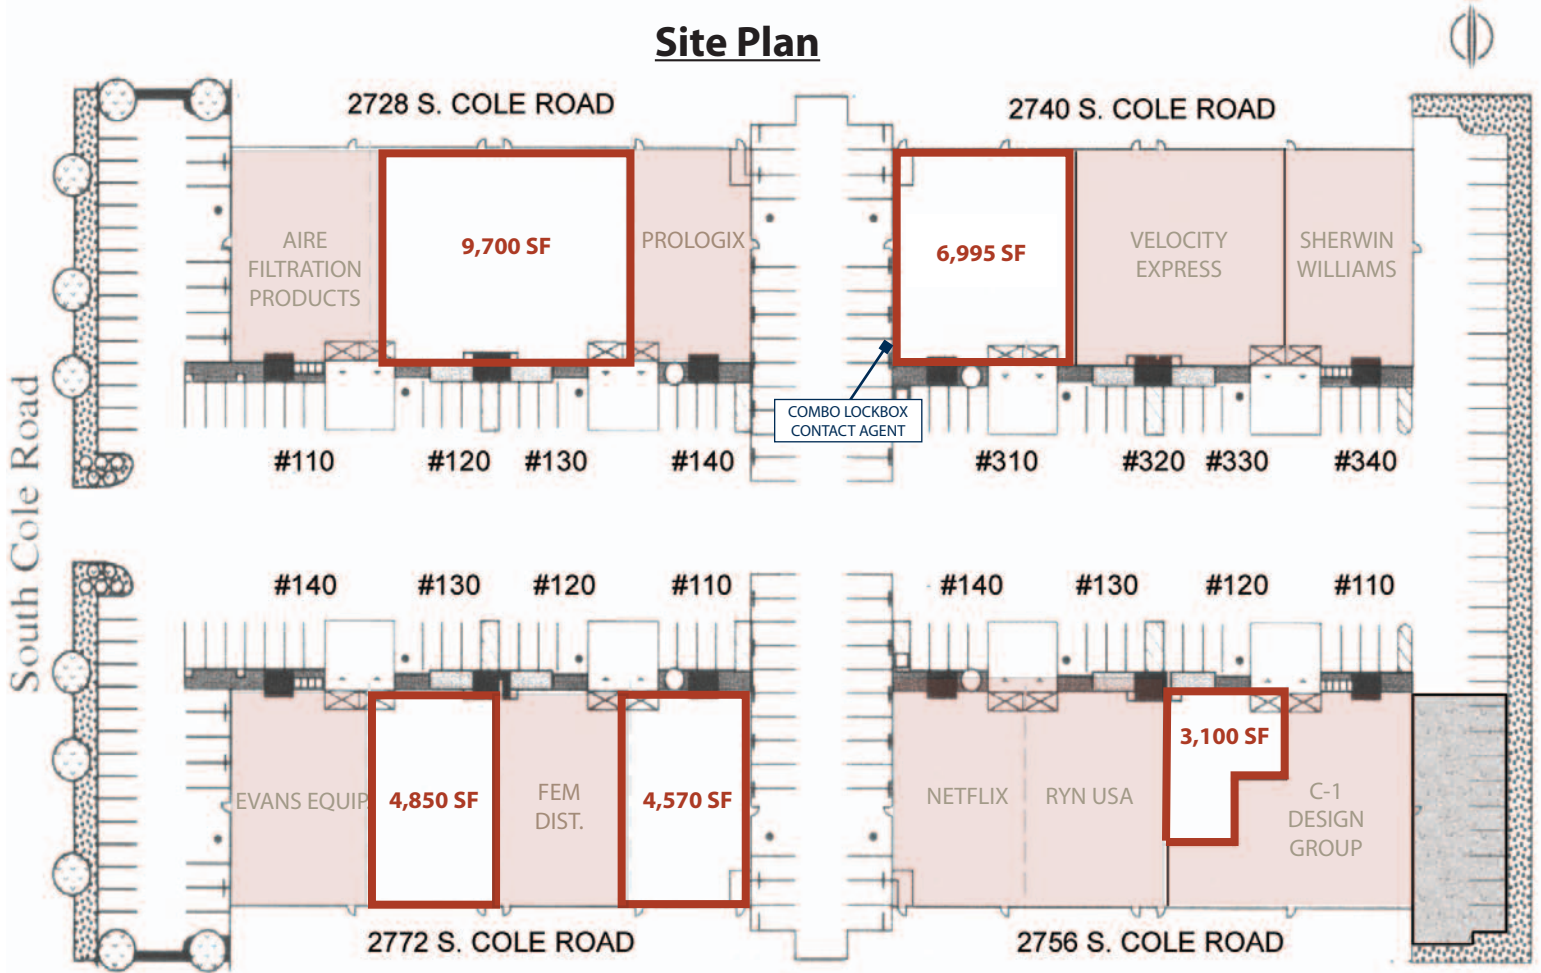 Site Plan
2728 S. COLE ROAD
2740 S. COLE ROAD
AIRE
FILTRATION
PRODUCTS
9,700 SF
PROLOGIX
6,995 SF
VELOCITY
EXPRESS
SHERWIN
WILLIAMS
COMBO LOCKBOX
CONTACT AGENT
#110
#120
#130
#140
#310
#320
#330
#340
South Cole Road
#140
#130
#120
#110
#140
#130
#120
#110
EVANS EQUIP
4,850 SF
FEM
DIST.
4,570 SF
NETFLIX
RYN USA
3,100 SF
C-1
DESIGN
GROUP
2772 S. COLE ROAD
2756 S. COLE ROAD